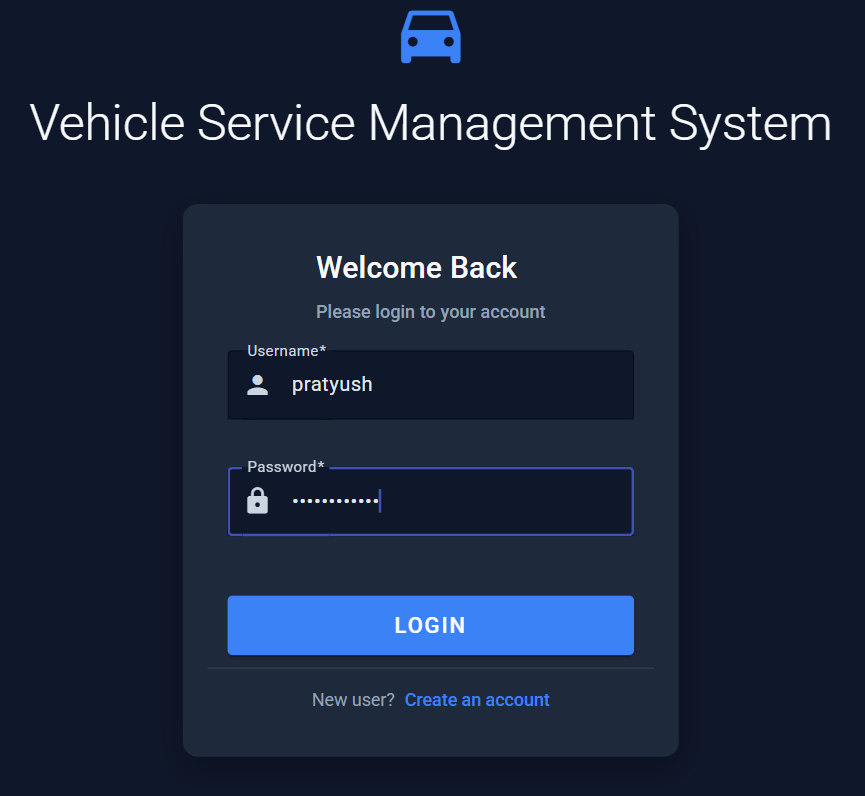 Vehicle Service Management System
Welcome Back
Please login to your account
Username*
pratyush
Password*
••••••••••••
LOGIN
New user? Create an account